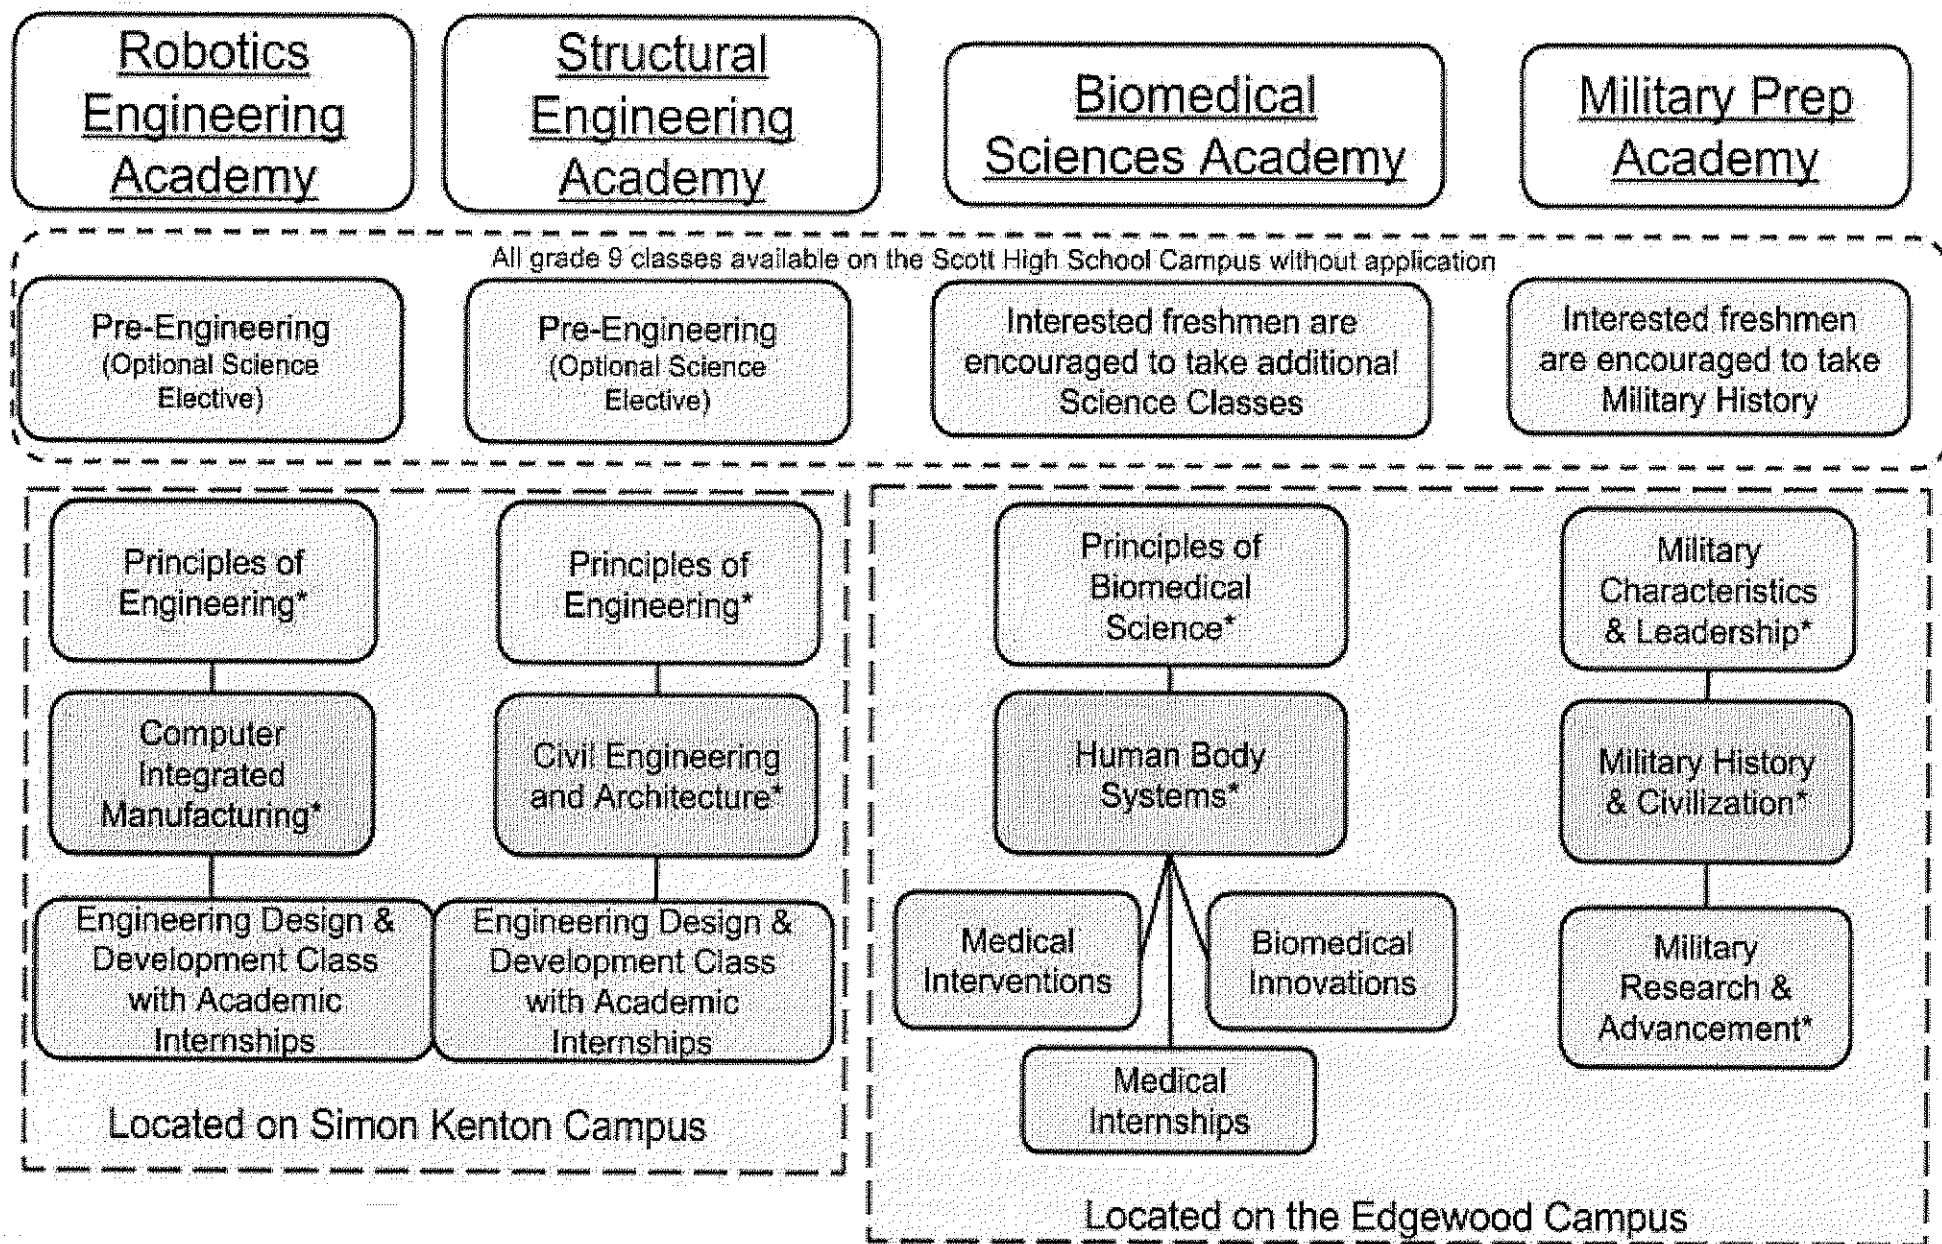 Robotics
Engineering
Academy
Structural
Engineering
Academy
Biomedical
Sciences Academy
Military Prep
Academy
All grade 9 classes available on the Scott High School Campus without application
Pre-Engineering
(Optional Science
Elective)
Pre-Engineering
(Optional Science
Elective)
Interested freshmen are
encouraged to take additional
Science Classes
Interested freshmen
are encouraged to take
Military History
Principles of
Engineering*
Computer
Integrated
Manufacturing*
Engineering Design &
Development Class
with Academic
Internships
Principles of
Engineering*
Civil Engineering
and Architecture*
Engineering Design &
Development Class
with Academic
Internships
Located on Simon Kenton Campus
Principles of
Biomedical
Science*
Human Body
Systems*
Medical
Interventions
Biomedical
Innovations
Medical
Internships
Military
Characteristics
& Leadership*
Military History
& Civilization*
Military
Research &
Advancement*
Located on the Edgewood Campus